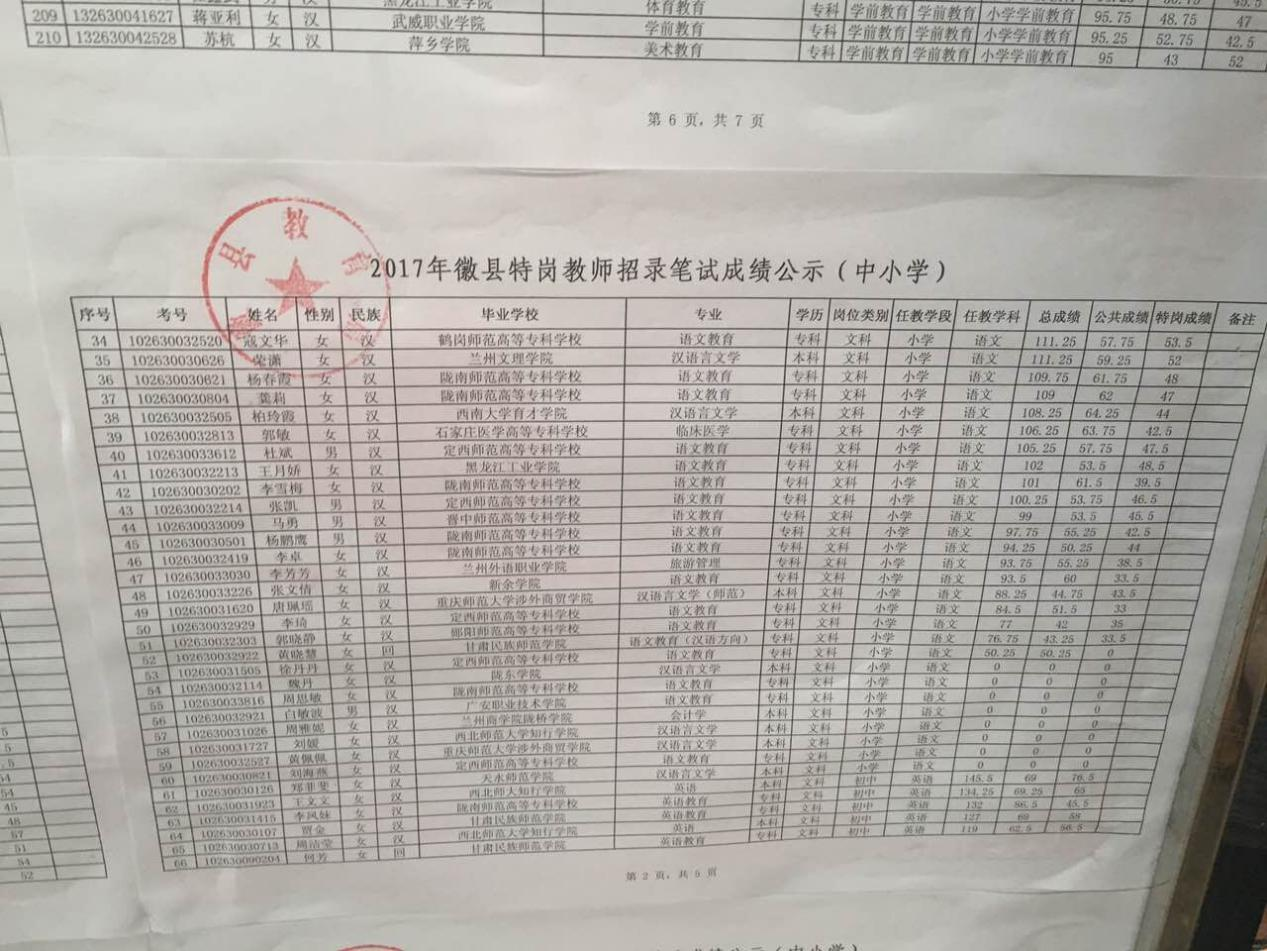 黑龙江工业学院 体育教育 专科 学前教育 学前教育 小学学前教育 95.75 48.75 47
209 132630041627 蒋亚利 女 汉 武威职业学院 学前教育 专科 学前教育 学前教育 小学学前教育 95.25 52.75 42.5
210 132630042528 苏杭 女 汉 萍乡学院 美术教育 专科 学前教育 学前教育 小学学前教育 95 43 52
第 6 页，共 7 页
2017年徽县特岗教师招录笔试成绩公示（中小学）
序号 考号 姓名 性别 民族 毕业学校 专业 学历 岗位类别 任教学段 任教学科 总成绩 公共成绩 特岗成绩 备注
34 102630032520 寇文华 女 汉 鹤岗师范高等专科学校 语文教育 专科 文科 小学 语文 111.25 57.75 53.5
35 102630030626 荣潇 女 汉 兰州文理学院 汉语言文学 本科 文科 小学 语文 111.25 59.25 52
36 102630030621 杨春霞 女 汉 陇南师范高等专科学校 语文教育 专科 文科 小学 语文 109.75 61.75 48
37 102630030804 龚莉 女 汉 陇南师范高等专科学校 语文教育 专科 文科 小学 语文 109 62 47
38 102630032505 柏玲霞 女 汉 西南大学育才学院 汉语言文学 本科 文科 小学 语文 108.25 64.25 44
39 102630032813 郭敏 女 汉 石家庄医学高等专科学校 临床医学 专科 文科 小学 语文 106.25 63.75 42.5
40 102630033612 杜斌 男 汉 定西师范高等专科学校 语文教育 专科 文科 小学 语文 105.25 57.75 47.5
41 102630032213 王月娇 女 汉 黑龙江工业学院 语文教育 专科 文科 小学 语文 102 53.5 48.5
42 102630030202 李雪梅 女 汉 陇南师范高等专科学校 语文教育 专科 文科 小学 语文 101 61.5 39.5
43 102630032214 张凯 男 汉 定西师范高等专科学校 语文教育 专科 文科 小学 语文 100.25 53.75 46.5
44 102630033009 马勇 男 汉 晋中师范高等专科学校 语文教育 专科 文科 小学 语文 99 53.5 45.5
45 102630030501 杨鹏鹰 男 汉 陇南师范高等专科学校 语文教育 专科 文科 小学 语文 97.75 55.25 42.5
46 102630032419 李卓 女 汉 陇南师范高等专科学校 语文教育 专科 文科 小学 语文 94.25 50.25 44
47 102630033030 李芳芳 女 汉 兰州外语职业学院 旅游管理 专科 文科 小学 语文 93.75 55.25 38.5
48 102630033226 张文倩 女 汉 新余学院 语文教育 专科 文科 小学 语文 93.5 60 33.5
49 102630031620 唐珮瑶 女 汉 重庆师范大学涉外商贸学院 汉语言文学（师范） 本科 文科 小学 语文 88.25 44.75 43.5
50 102630032929 李琦 女 汉 定西师范高等专科学校 语文教育 专科 文科 小学 语文 84.5 51.5 33
51 102630032303 郭晓静 女 汉 郧阳师范高等专科学校 语文教育 专科 文科 小学 语文 77 42 35
52 102630032922 黄晓慧 女 回 甘肃民族师范学院 语文教育（汉语方向） 专科 文科 小学 语文 76.75 43.25 33.5
53 102630031505 徐丹丹 女 汉 定西师范高等专科学校 语文教育 专科 文科 小学 语文 50.25 50.25 0
54 102630032114 魏丹 女 汉 陇东学院 汉语言文学 本科 文科 小学 语文 0 0 0
55 102630033816 周思敏 女 汉 陇南师范高等专科学校 语文教育 专科 文科 小学 语文 0 0 0
56 102630032921 白敏波 男 汉 广安职业技术学院 语文教育 专科 文科 小学 语文 0 0 0
57 102630031026 周雅妮 女 汉 兰州商学院陇桥学院 会计学 本科 文科 小学 语文 0 0 0
58 102630031727 刘媛 女 汉 西北师范大学知行学院 汉语言文学 本科 文科 小学 语文 0 0 0
59 102630032527 黄佩佩 女 汉 重庆师范大学涉外商贸学院 汉语言文学 本科 文科 小学 语文 0 0 0
60 102630030821 刘海燕 女 汉 定西师范高等专科学校 语文教育 专科 文科 小学 语文 0 0 0
61 102630030126 郑菲斐 女 汉 天水师范学院 汉语言文学 本科 文科 小学 语文 0 0 0
62 102630031923 王文文 女 汉 西北师大知行学院 英语 本科 文科 初中 英语 145.5 69 76.5
63 102630031415 李凤妹 女 汉 陇南师范高等专科学校 英语教育 专科 文科 初中 英语 134.25 69.25 65
64 102630030107 贾金 女 汉 甘肃民族师范学院 英语教育 专科 文科 初中 英语 132 86.5 45.5
65 102630030713 周洁莹 女 汉 西北师范大学知行学院 英语 本科 文科 初中 英语 127 69 58
66 102630090204 何芳 女 回 甘肃民族师范学院 英语教育 专科 文科 初中 英语 119 62.5 56.5
第 2 页，共 5 页